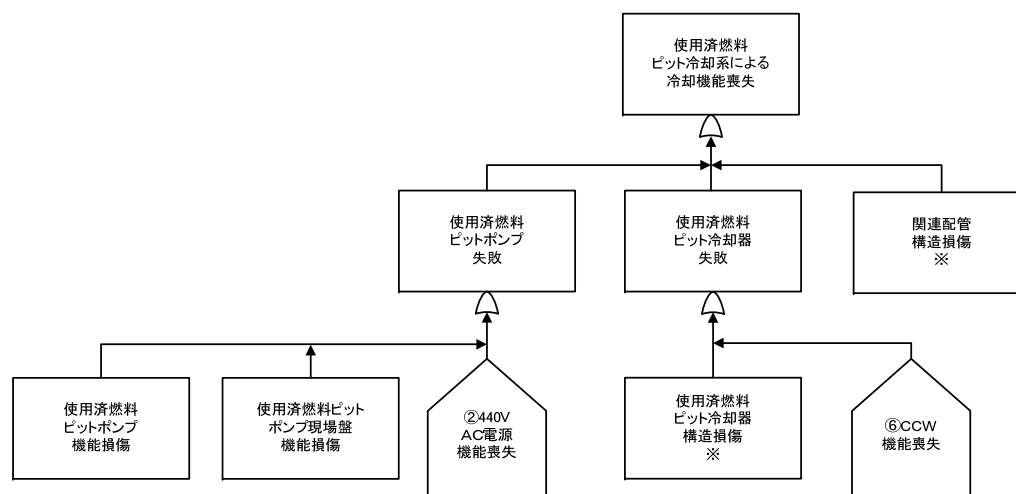 使用済燃料
ピット冷却系による
冷却機能喪失
使用済燃料
ピットポンプ
失敗
使用済燃料
ピット冷却器
失敗
関連配管
構造損傷
※
使用済燃料
ピットポンプ
機能損傷
使用済燃料ピット
ポンプ現場盤
機能損傷
②440V
AC電源
機能喪失
使用済燃料
ピット冷却器
構造損傷
※
⑥CCW
機能喪失